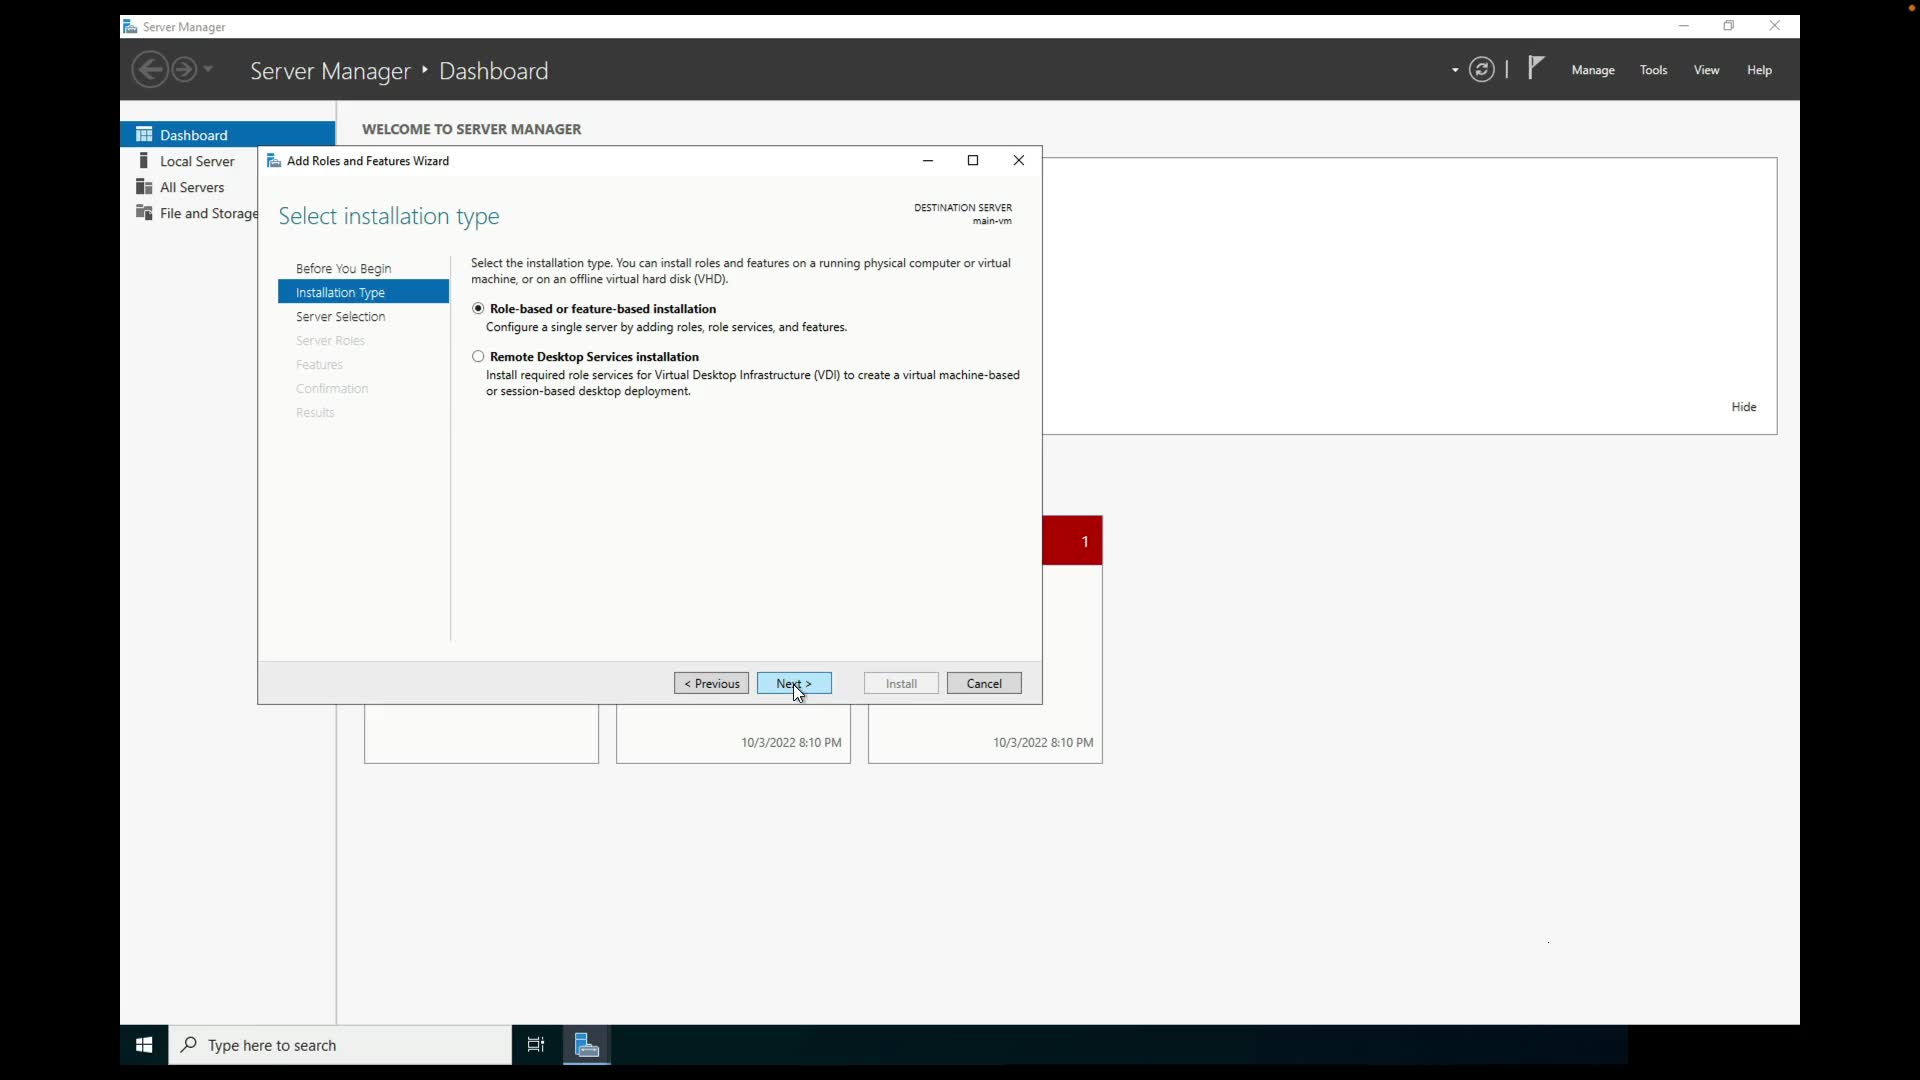 Server Manager
Server Manager Dashboard
Manage Tools View Help
Dashboard
Local Server
All Servers
File and Storage
WELCOME TO SERVER MANAGER
Add Roles and Features Wizard
Select installation type
DESTINATION SERVER
main-vm
Before You Begin
Installation Type
Server Selection
Server Roles
Features
Confirmation
Results
Select the installation type. You can install roles and features on a running physical computer or virtual
machine, or on an offline virtual hard disk (VHD).
Role-based or feature-based installation
Configure a single server by adding roles, role services, and features.
Remote Desktop Services installation
Install required role services for Virtual Desktop Infrastructure (VDI) to create a virtual machine-based
or session-based desktop deployment.
< Previous Next > Install Cancel
Hide
1
10/3/2022 8:10 PM
10/3/2022 8:10 PM
Type here to search